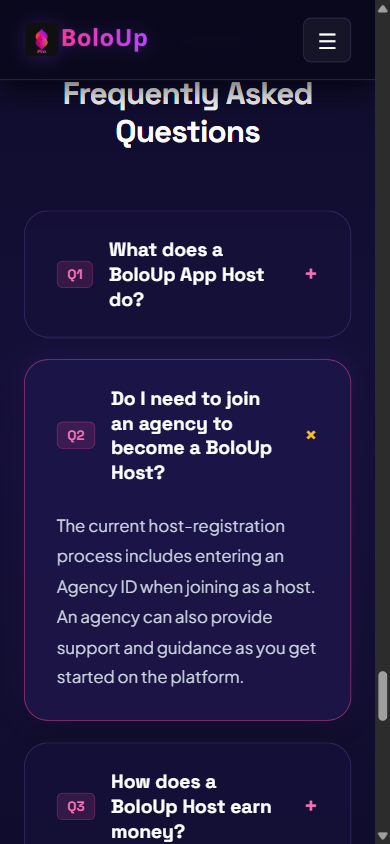 BoloUp
Frequently Asked
Questions
Q1
What does a
BoloUp App Host
do?
+
Q2
Do I need to join
an agency to
become a BoloUp
Host?
×
The current host-registration
process includes entering an
Agency ID when joining as a host.
An agency can also provide
support and guidance as you get
started on the platform.
Q3
How does a
BoloUp Host earn
money?
+